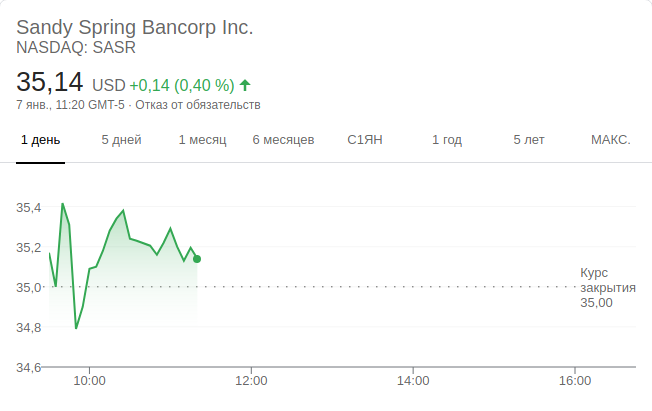 Sandy Spring Bancorp Inc.
NASDAQ: SASR
35,14 USD +0,14 (0,40 %)
7 янв., 11:20 GMT-5 · Отказ от обязательств
1 день 5 дней 1 месяц 6 месяцев С1ЯН 1 год 5 лет МАКС.
35,4
35,2
35,0
34,8
34,6
Курс
закрытия
35,00
10:00 12:00 14:00 16:00